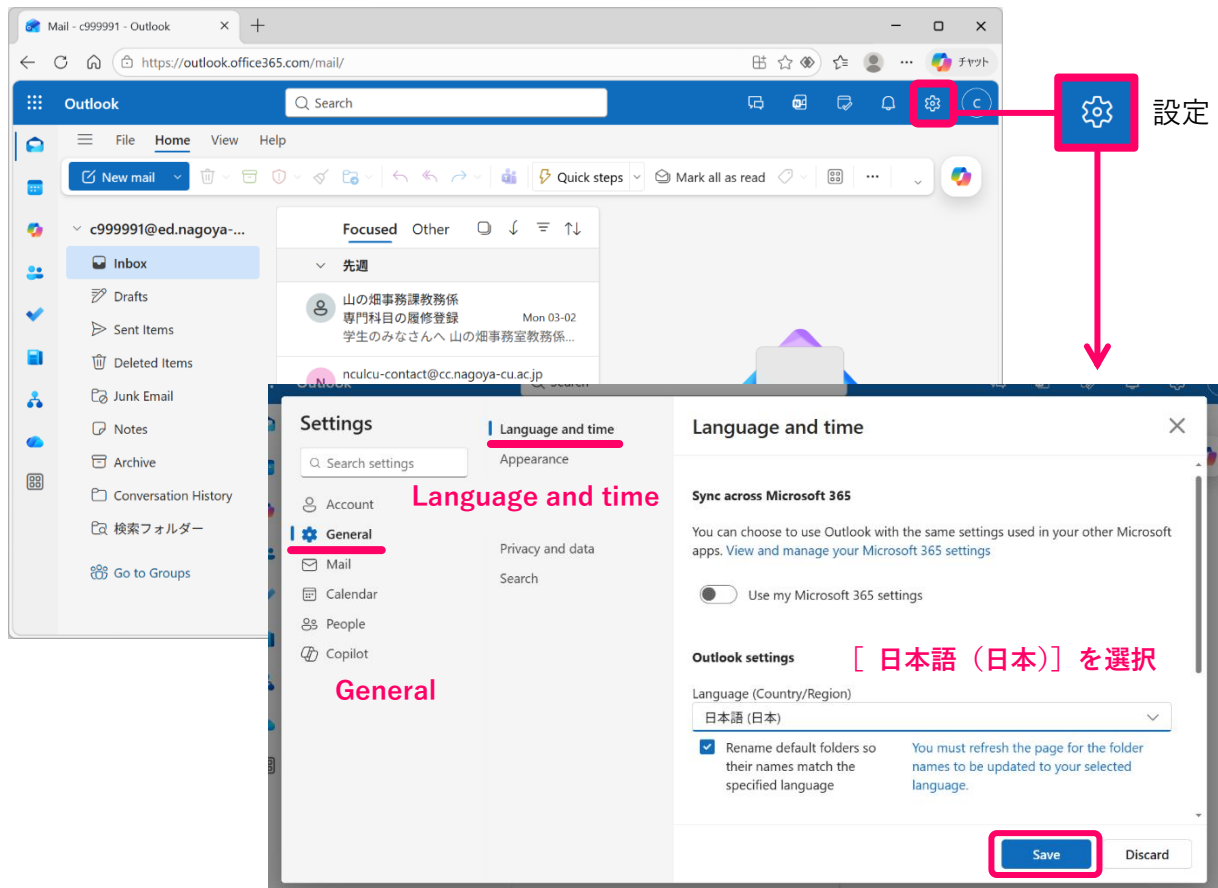 Mail - c999991 - Outlook
https://outlook.office365.com/mail/
チャット
Outlook
Search
C
設定
File Home View Help
New mail
Quick steps
Mark all as read
c999991@ed.nagoya-...
Inbox
Drafts
Sent Items
Deleted Items
Junk Email
Notes
Archive
Conversation History
検索フォルダー
Go to Groups
Focused Other
先週
山の畑事務課教務係
専門科目の履修登録 Mon 03-02
学生のみなさんへ 山の畑事務室教務係...
N
nculcu-contact@cc.nagoya-cu.ac.jp
Outlook
Search
Settings
Search settings
Account
General
Mail
Calendar
People
Copilot
General
Language and time
Appearance
Language and time
Privacy and data
Search
Language and time
Sync across Microsoft 365
You can choose to use Outlook with the same settings used in your other Microsoft
apps. View and manage your Microsoft 365 settings
Use my Microsoft 365 settings
Outlook settings
［ 日本語（日本）］を選択
Language (Country/Region)
日本語 (日本)
Rename default folders so
their names match the
specified language
You must refresh the page for the folder
names to be updated to your selected
language.
Save
Discard